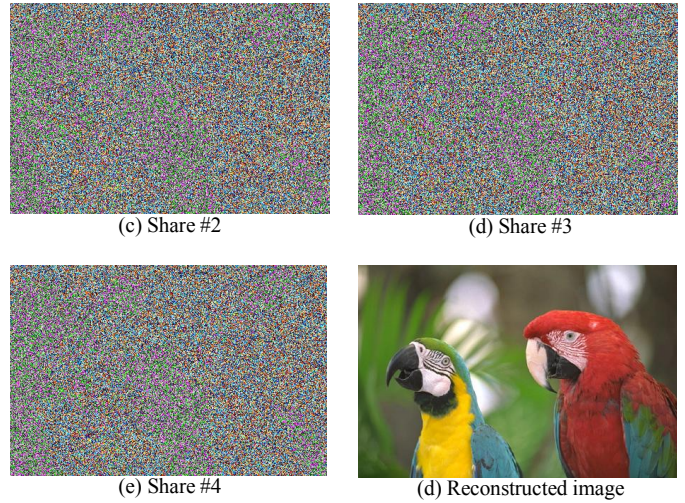 (c) Share #2
(d) Share #3
(e) Share #4
(d) Reconstructed image